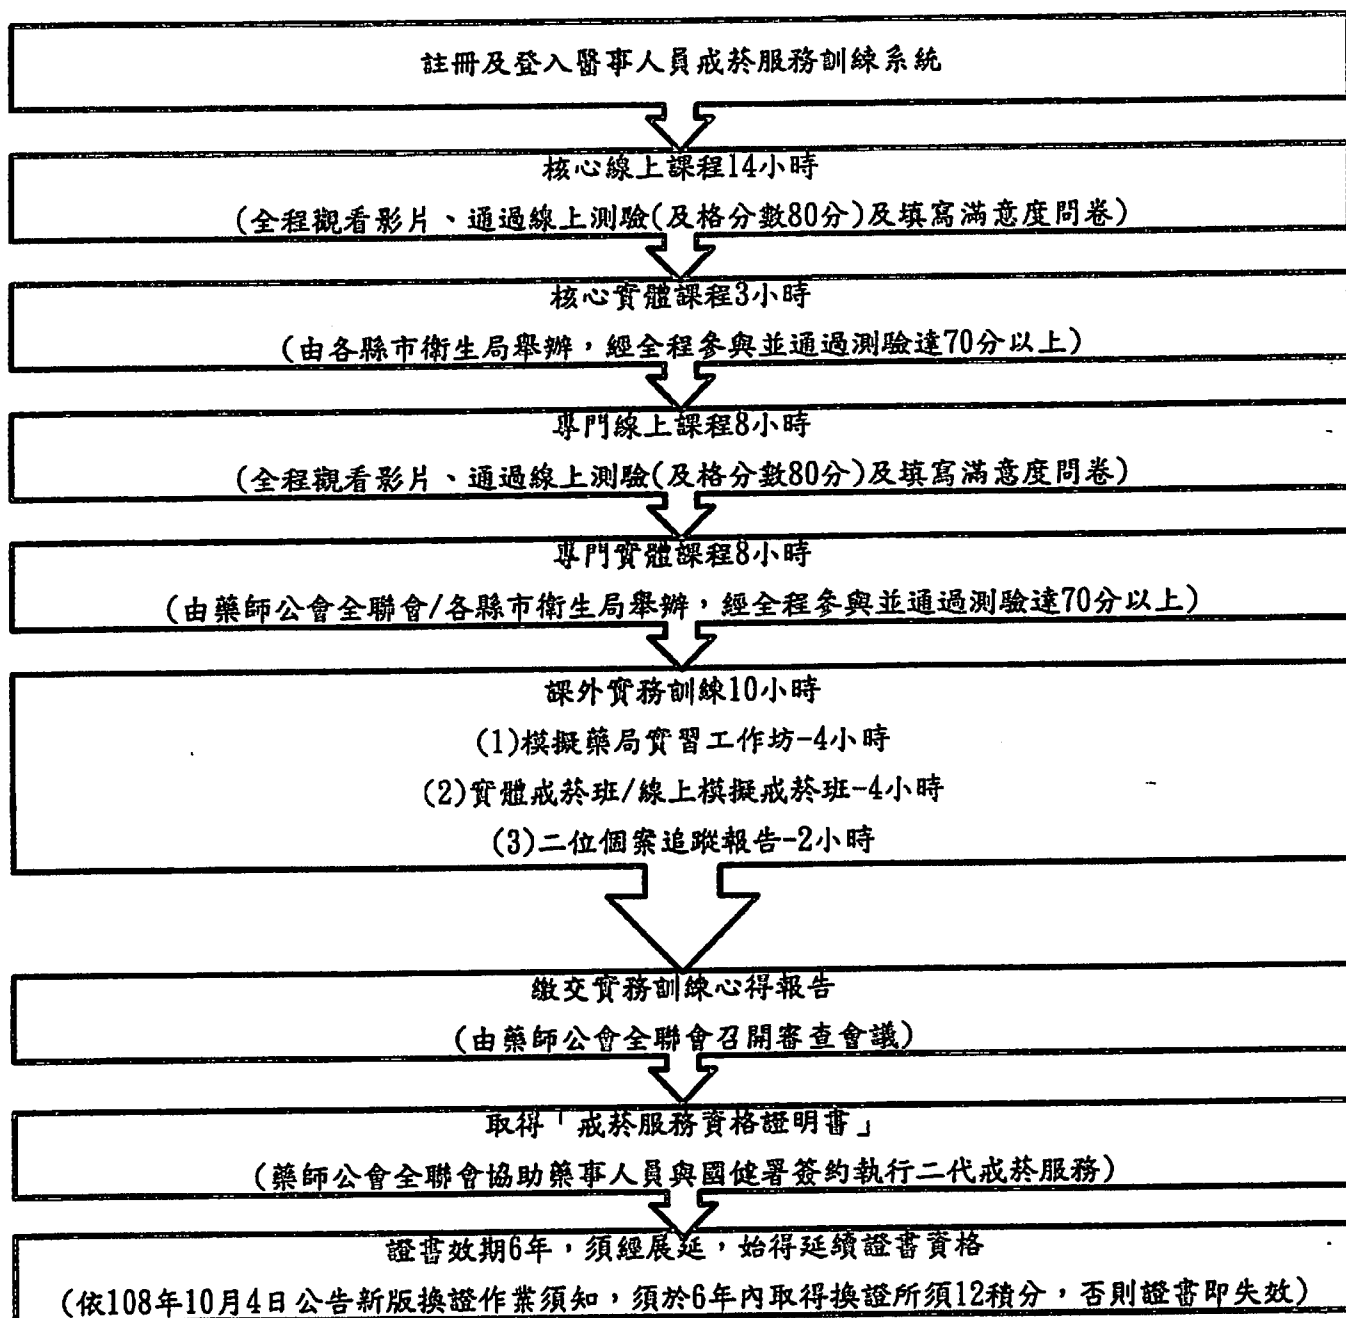 註冊及登入醫事人員戒菸服務訓練系統
核心線上課程14小時
(全程觀看影片、通過線上測驗(及格分數80分)及填寫滿意度問卷)
核心實體課程3小時
(由各縣市衛生局舉辦，經全程參與並通過測驗達70分以上)
專門線上課程8小時
(全程觀看影片、通過線上測驗(及格分數80分)及填寫滿意度問卷)
專門實體課程8小時
(由藥師公會全聯會/各縣市衛生局舉辦，經全程參與並通過測驗達70分以上)
課外實務訓練10小時
(1)模擬藥局實習工作坊-4小時
(2)實體戒菸班/線上模擬戒菸班-4小時
(3)二位個案追蹤報告-2小時
繳交實務訓練心得報告
(由藥師公會全聯會召開審查會議)
取得「戒菸服務資格證明書」
(藥師公會全聯會協助藥事人員與國健署簽約執行二代戒菸服務)
證書效期6年，須經展延，始得延續證書資格
(依108年10月4日公告新版換證作業須知，須於6年內取得換證所須12積分，否則證書即失效)